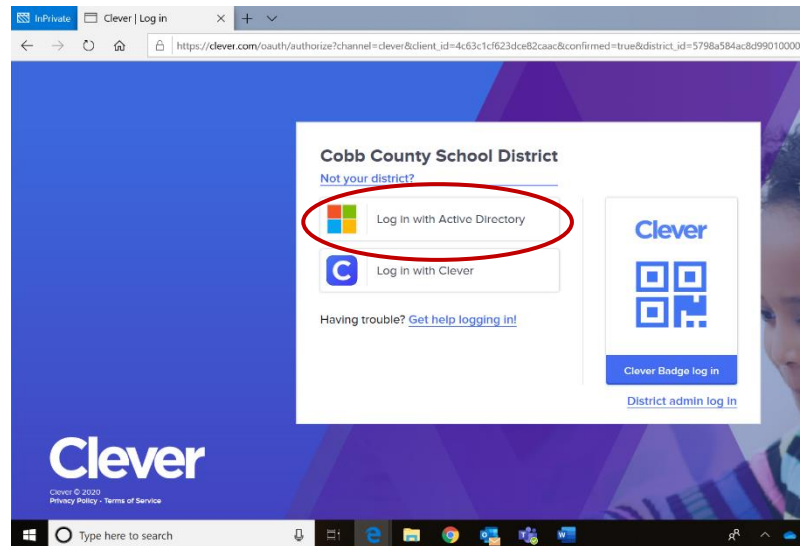 InPrivate
Clever | Log in
https://clever.com/oauth/authorize?channel=clever&client_id=4c63c1cf623dce82caac&confirmed=true&district_id=5798a584ac8d99010000
Cobb County School District
Not your district?
Log in with Active Directory
C
Log in with Clever
Having trouble? Get help logging in!
Clever
Clever Badge log in
District admin log in
Clever
Clever © 2020
Privacy Policy - Terms of Service
Type here to search